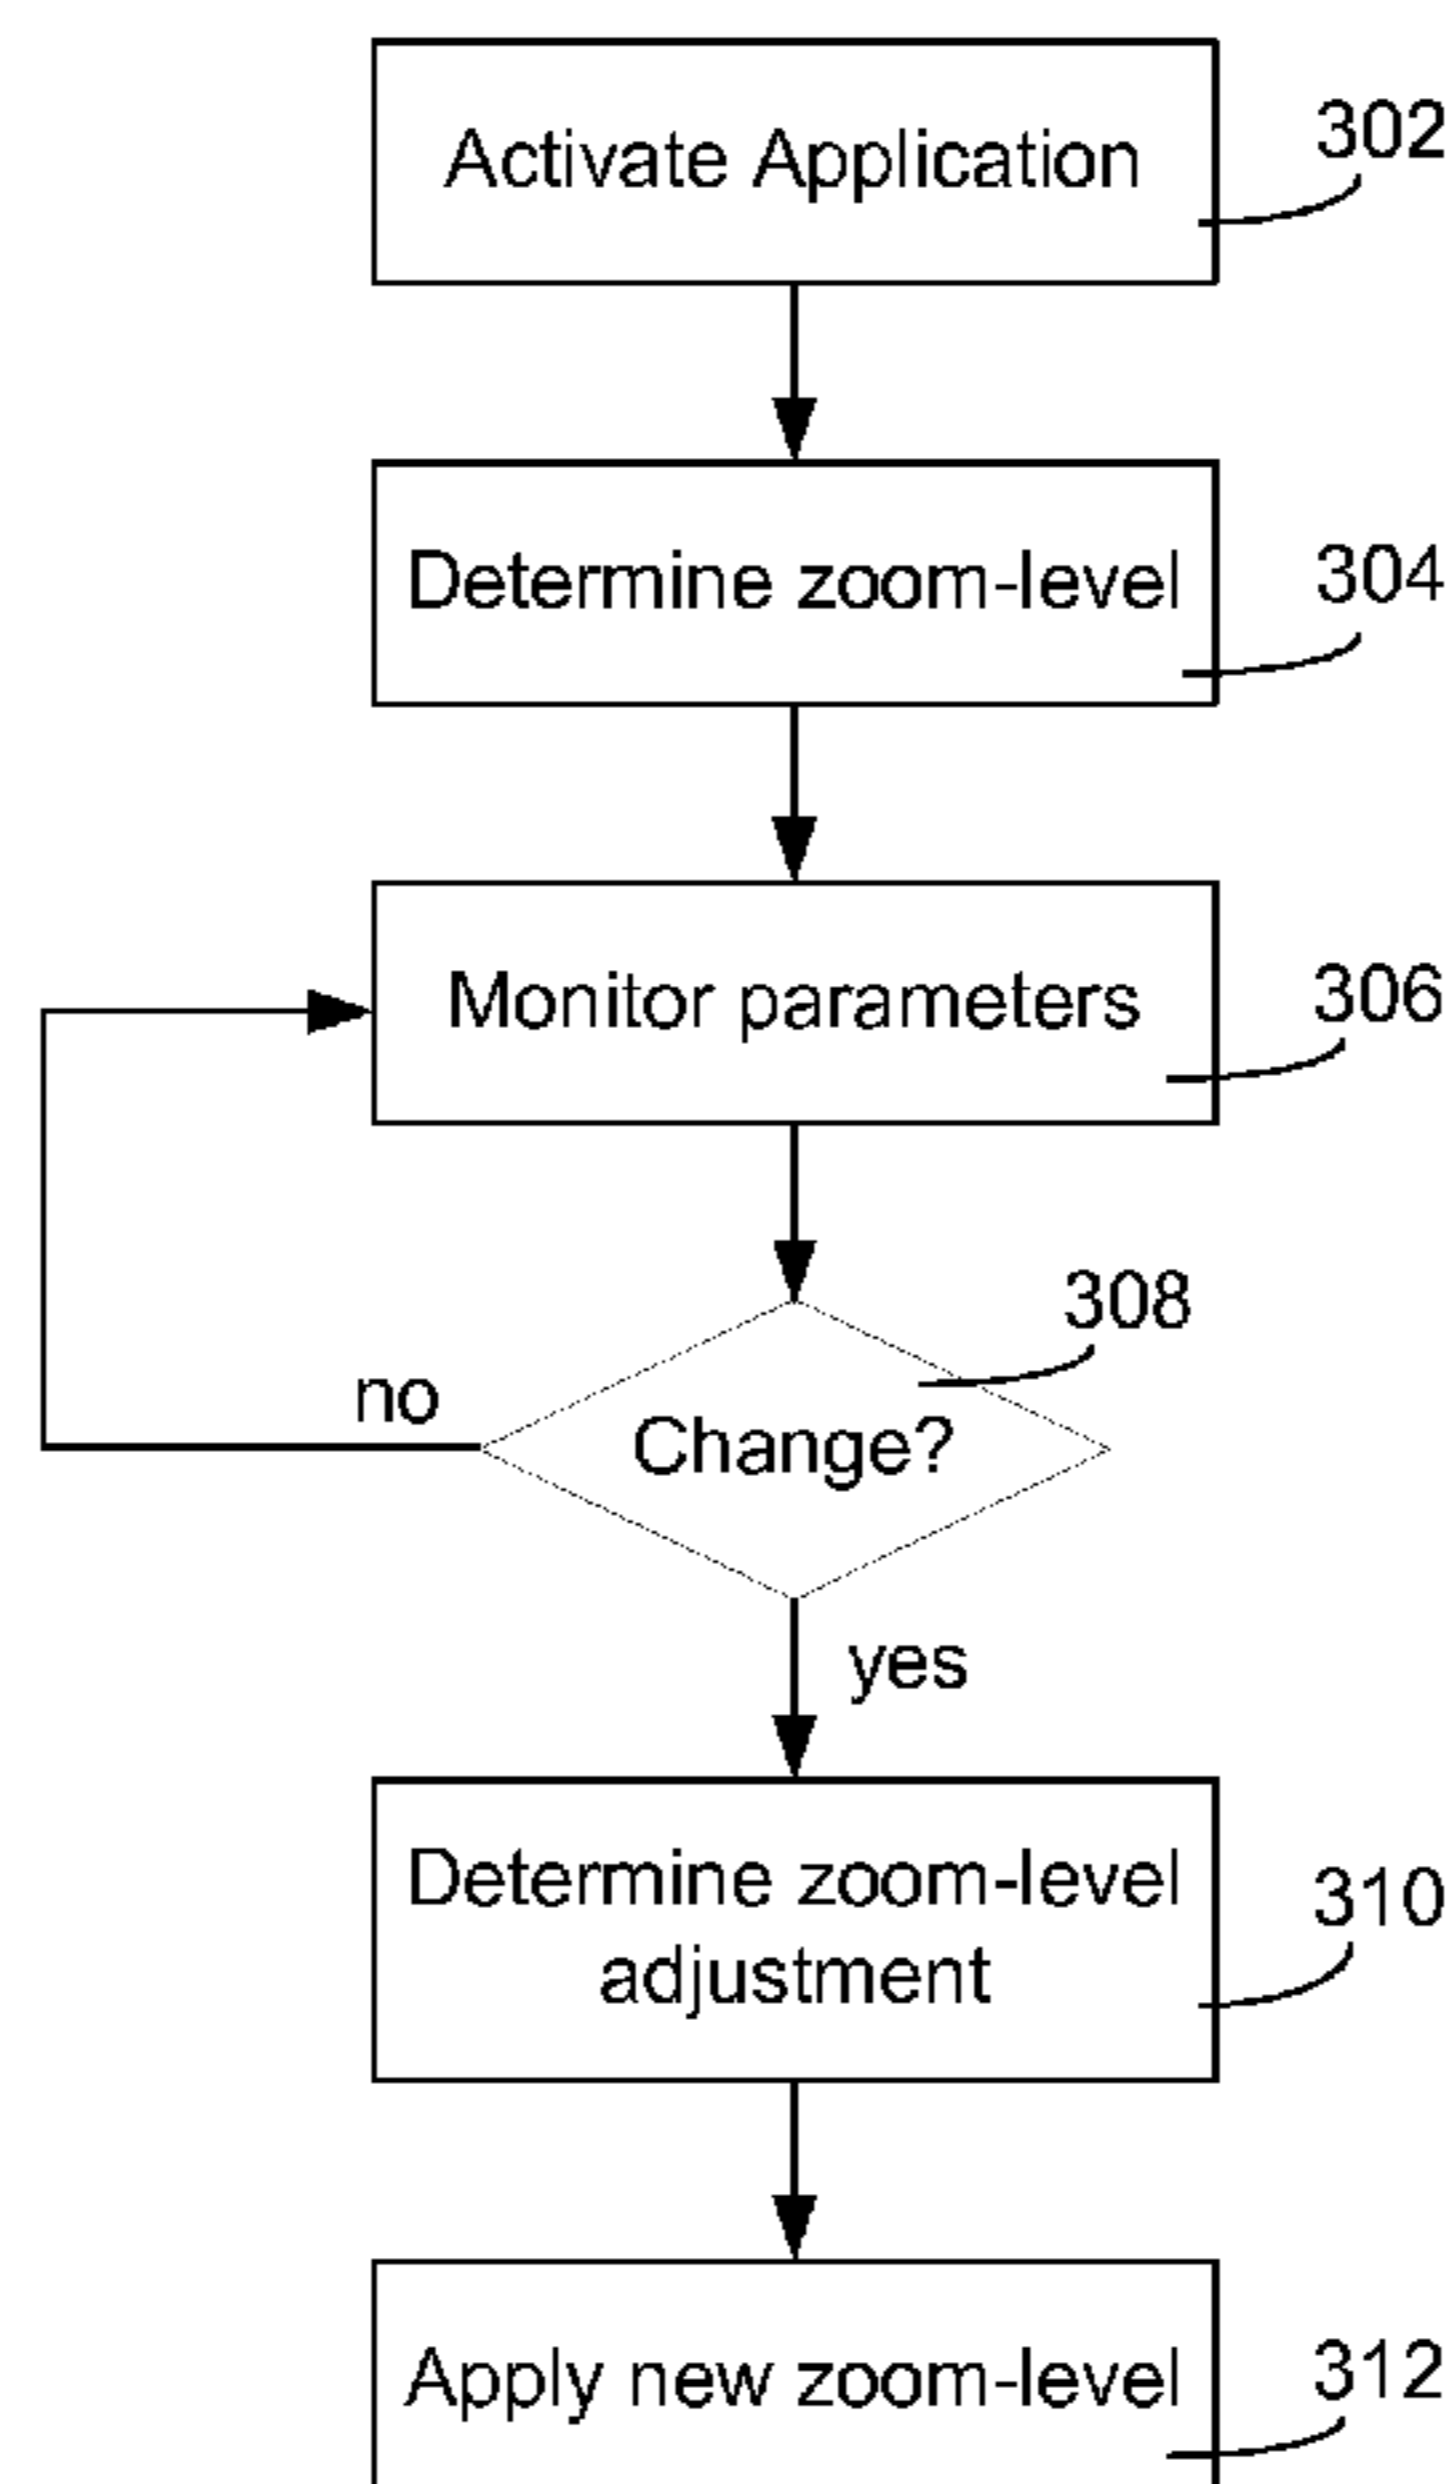 Activate Application
302
Determine zoom-level
304
Monitor parameters
306
308
no
Change?
yes
Determine zoom-level
adjustment
310
Apply new zoom-level
312